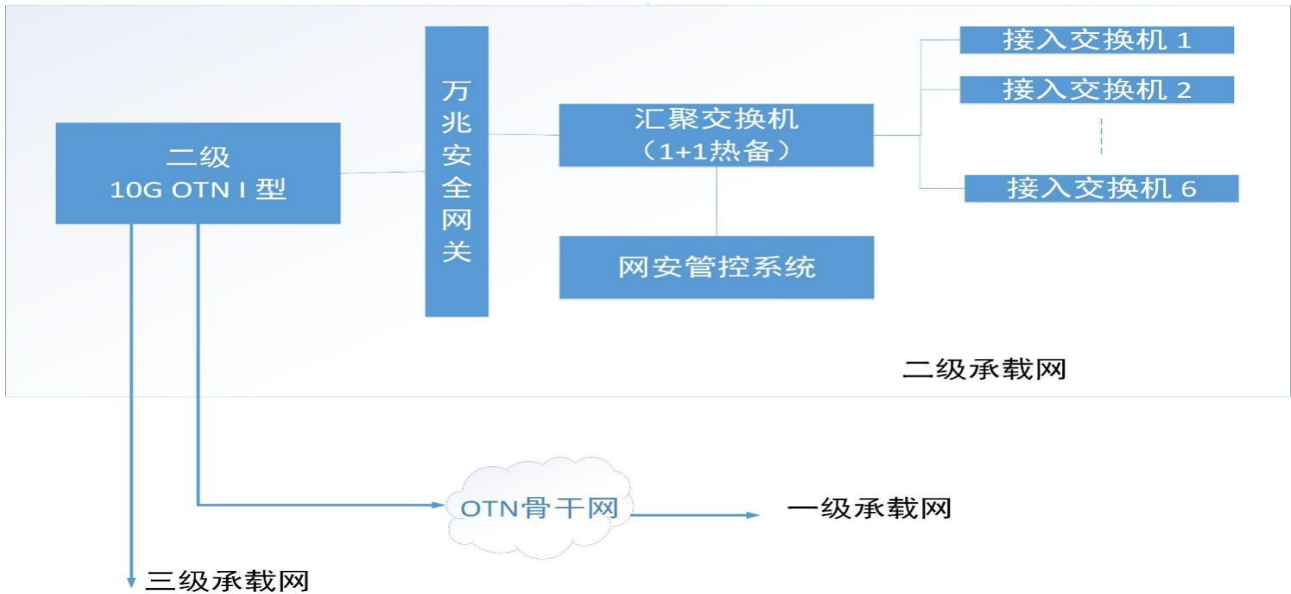 二级
10G OTN I 型
万兆安全网关
汇聚交换机
（1+1热备）
网安管控系统
接入交换机 1
接入交换机 2
接入交换机 6
二级承载网
OTN骨干网
一级承载网
三级承载网